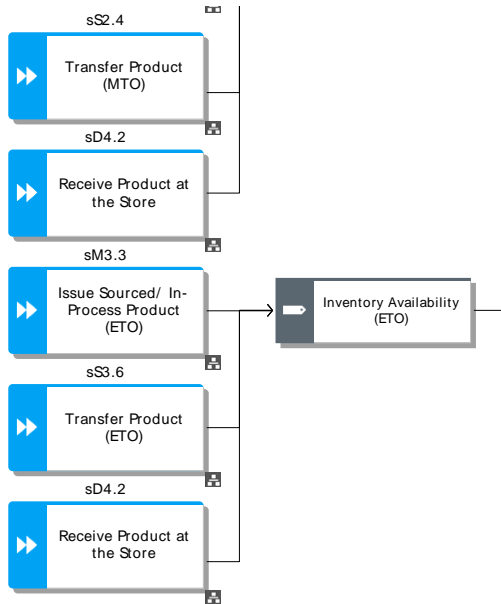 sS2.4
Transfer Product
(MTO)
sD4.2
Receive Product at
the Store
sM3.3
Issue Sourced/ In-
Process Product
(ETO)
Inventory Availability
(ETO)
sS3.6
Transfer Product
(ETO)
sD4.2
Receive Product at
the Store